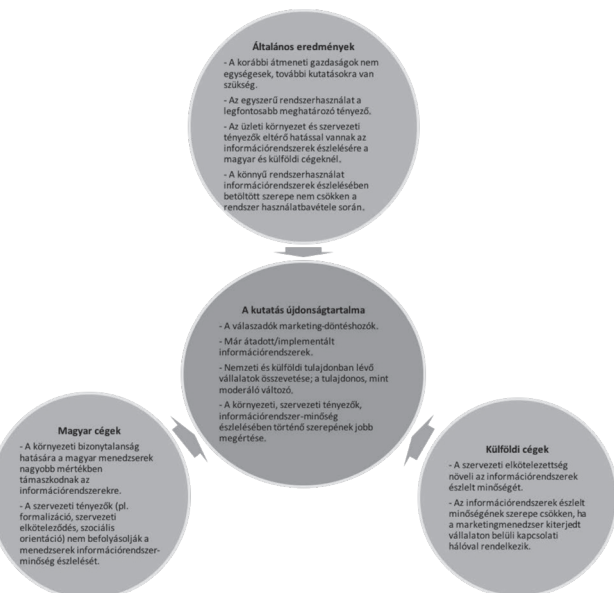 Általános eredmények
- A korábbi átmeneti gazdaságok nem
egységesek, további kutatásokra van
szükség.
- Az egyszerű rendszerhasználat a
legfontosabb meghatározó tényező.
- Az üzleti környezet és szervezeti
tényezők eltérő hatással vannak az
információrendszerek észlelésére a
magyar és külföldi cégeknél.
- A könnyű rendszerhasználat
információrendszerek észlelésében
betöltött szerepe nem csökken a
rendszer használatbavétele során.
A kutatás újdonságtartalma
- A válaszadók marketing-döntéshozók.
- Már átadott/implementált
információrendszerek.
- Nemzeti és külföldi tulajdonban lévő
vállalatok összevetése; a tulajdonos, mint
moderáló változó.
- A környezeti, szervezeti tényezők,
információrendszer-minőség
észlelésében történő szerepének jobb
megértése.
Magyar cégek
- A környezeti bizonytalanság
hatására a magyar menedzserek
nagyobb mértékben
támaszkodnak az
információrendszerekre.
- A szervezeti tényezők (pl.
formalizáció, szervezeti
elköteleződés, szociális
orientáció) nem befolyásolják a
menedzserek információrendszer-
minőség észlelését.
Külföldi cégek
- A szervezeti elkötelezettség
növeli az információrendszerek
észlelt minőségét.
- Az információrendszerek észlelt
minőségének szerepe csökken, ha
a marketingmenedzser kiterjedt
vállalaton belüli kapcsolati
hálóval rendelkezik.